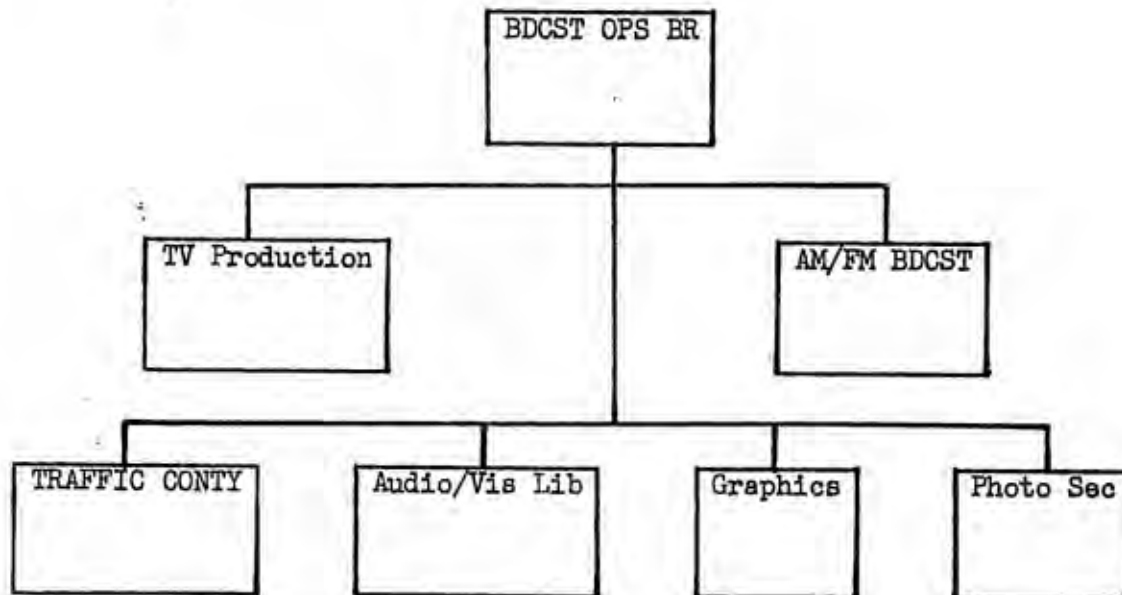 BDCST OPS BR
TV Production
AM/FM BDCST
TRAFFIC CONTY
Audio/Vis Lib
Graphics
Photo Sec